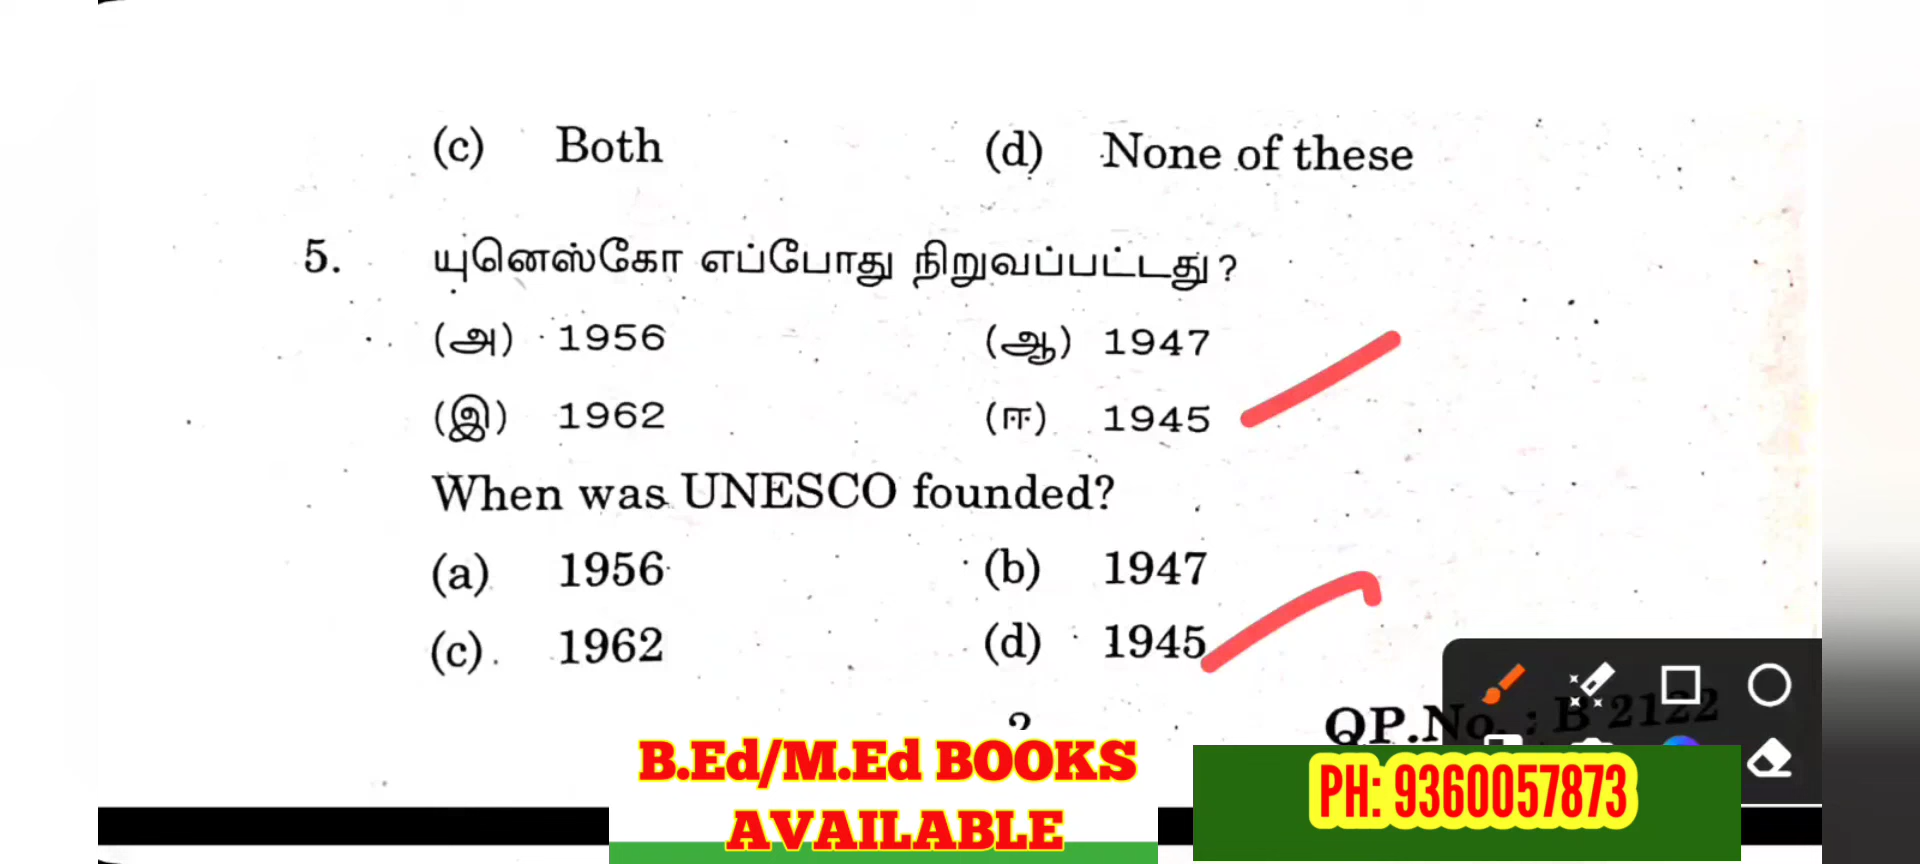 (c) Both (d) None of these
5. யுனெஸ்கோ எப்போது நிறுவப்பட்டது?
(அ) 1956 (ஆ) 1947
(இ) 1962 (ஈ) 1945
When was UNESCO founded?
(a) 1956 (b) 1947
(c) 1962 (d) 1945
QP.No. : B 2122
B.Ed/M.Ed BOOKS
AVAILABLE
PH: 9360057873